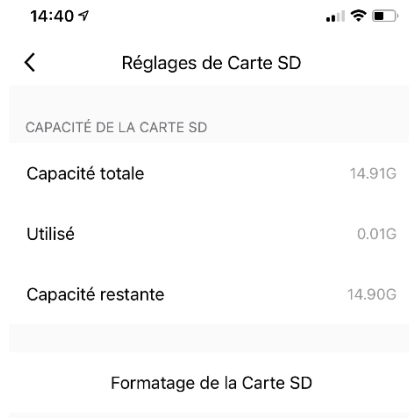 14:40
Réglages de Carte SD
CAPACITÉ DE LA CARTE SD
Capacité totale 14.91G
Utilisé 0.01G
Capacité restante 14.90G
Formatage de la Carte SD